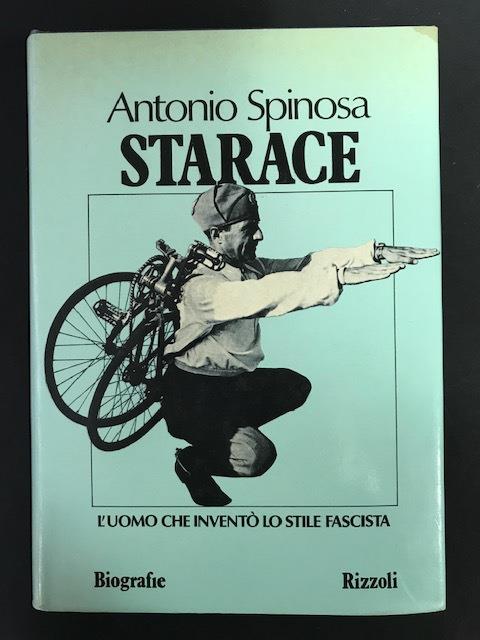 Antonio Spinosa
STARACE
L'UOMO CHE INVENTÒ LO STILE FASCISTA
Biografie Rizzoli